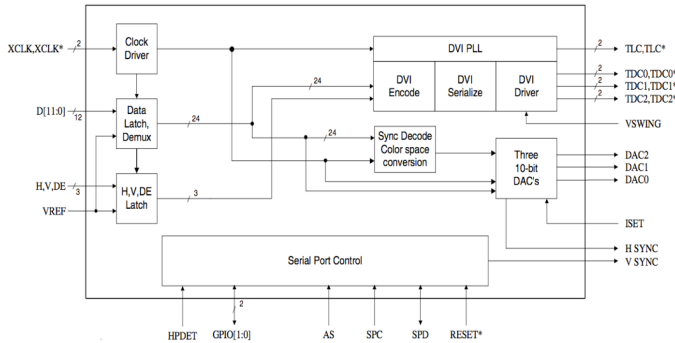 XCLK,XCLK*
2
Clock
Driver
DVI PLL
2
TLC,TLC*
24
DVI
Encode
DVI
Serialize
DVI
Driver
2
TDC0,TDC0*
2
TDC1,TDC1*
2
TDC2,TDC2*
D[11:0]
12
Data
Latch,
Demux
24
VSWING
24
Sync Decode
Color space
conversion
Three
10-bit
DAC's
DAC2
DAC1
DAC0
H,V,DE
3
H,V,DE
Latch
3
VREF
ISET
H SYNC
V SYNC
Serial Port Control
2
HPDET
GPIO[1:0]
AS
SPC
SPD
RESET*